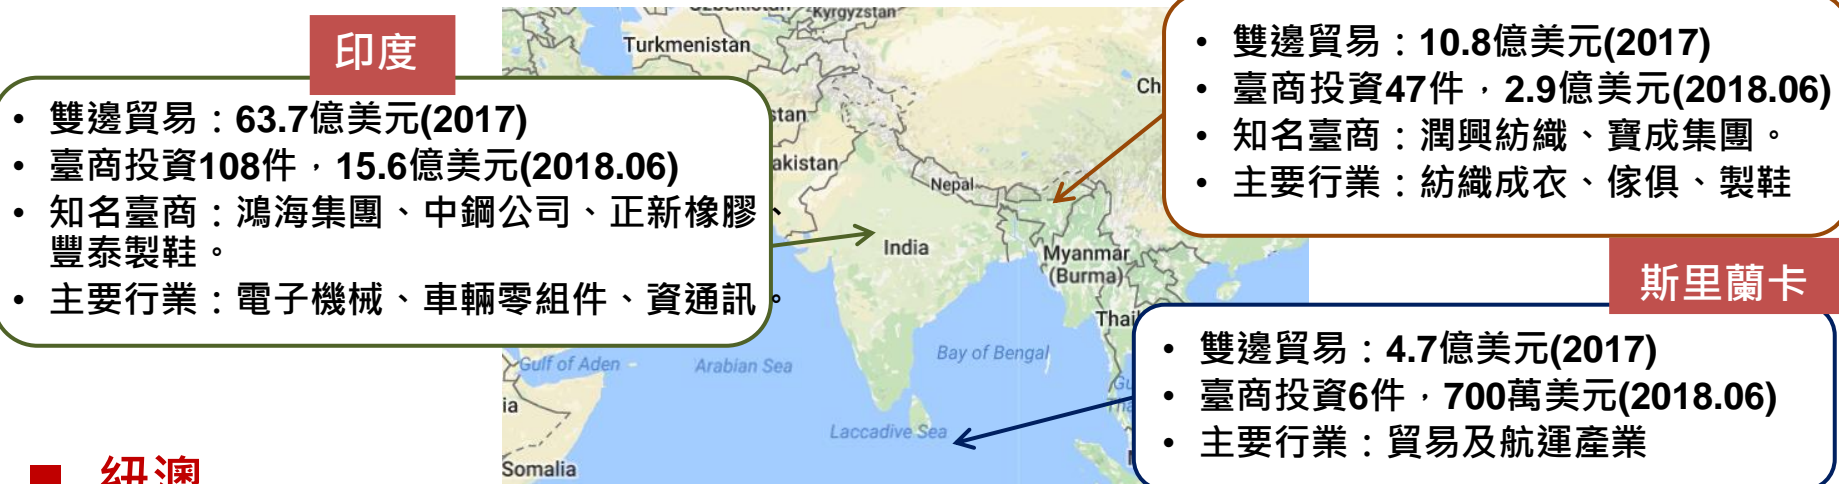 印度
• 雙邊貿易：63.7億美元(2017)
• 臺商投資108件，15.6億美元(2018.06)
• 知名臺商：鴻海集團、中鋼公司、正新橡膠、
豐泰製鞋。
• 主要行業：電子機械、車輛零組件、資通訊。
• 雙邊貿易：10.8億美元(2017)
• 臺商投資47件，2.9億美元(2018.06)
• 知名臺商：潤興紡織、寶成集團。
• 主要行業：紡織成衣、傢俱、製鞋
斯里蘭卡
• 雙邊貿易：4.7億美元(2017)
• 臺商投資6件，700萬美元(2018.06)
• 主要行業：貿易及航運產業
Kyrgyzstan
Turkmenistan
Ch
stan
akistan
Nepal
India
Myanmar
(Burma)
Thai
Gulf of Aden
Arabian Sea
Bay of Bengal
ia
Laccadive Sea
Somalia
紐澳